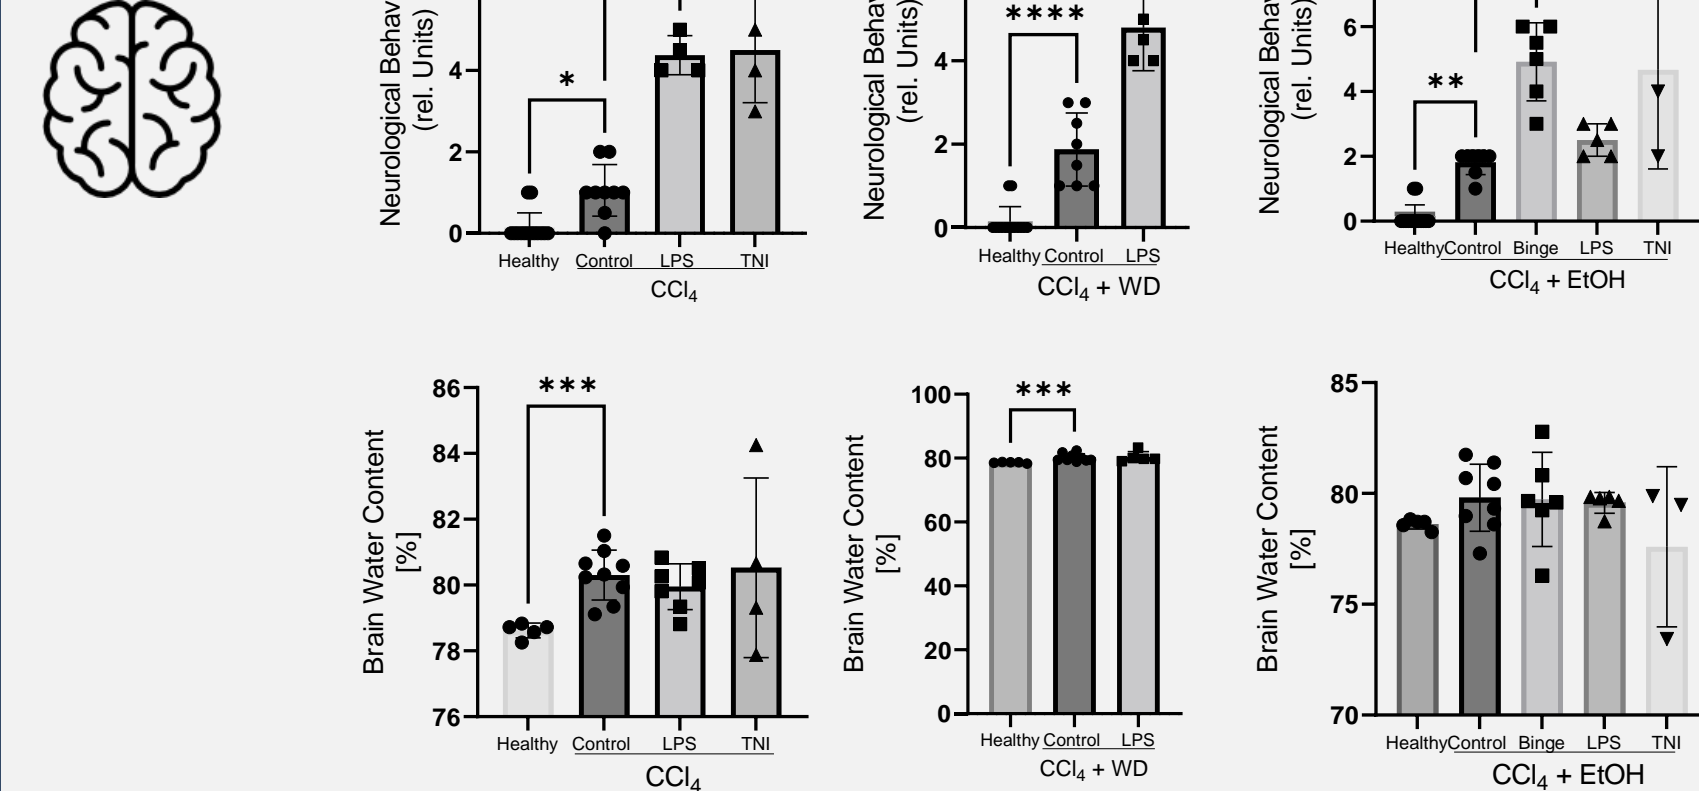 Neurological Behav
(rel. Units)
4
2
0
*
Healthy Control LPS TNI
CCl₄
Neurological Behav
(rel. Units)
4
2
0
****
Healthy Control LPS
CCl₄ + WD
Neurological Behav
(rel. Units)
6
4
2
0
**
Healthy Control Binge LPS TNI
CCl₄ + EtOH
Brain Water Content
[%]
86
84
82
80
78
76
***
Healthy Control LPS TNI
CCl₄
Brain Water Content
[%]
100
80
60
40
20
0
***
Healthy Control LPS
CCl₄ + WD
Brain Water Content
[%]
85
80
75
70
Healthy Control Binge LPS TNI
CCl₄ + EtOH